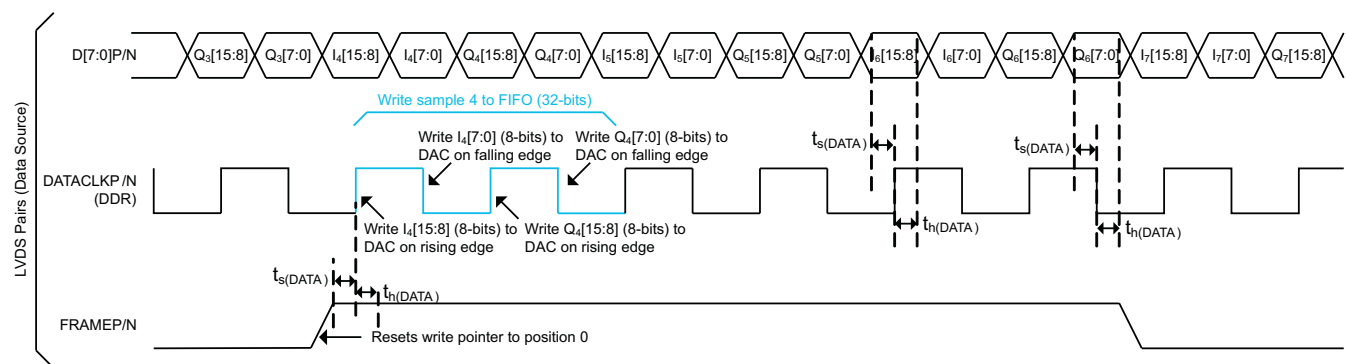 D[7:0]P/N Q3[15:8] Q3[7:0] I4[15:8] I4[7:0] Q4[15:8] Q4[7:0] I5[15:8] I5[7:0] Q5[15:8] Q5[7:0] I6[15:8] I6[7:0] Q6[15:8] Q6[7:0] I7[15:8] I7[7:0] Q7[15:8]
Write sample 4 to FIFO (32-bits)
Write I4[7:0] (8-bits) to
DAC on falling edge
Write Q4[7:0] (8-bits) to
DAC on falling edge
ts(DATA)
ts(DATA)
DATACLKP/N
(DDR)
Write I4[15:8] (8-bits) to
DAC on rising edge
Write Q4[15:8] (8-bits) to
DAC on rising edge
th(DATA)
th(DATA)
ts(DATA)
th(DATA)
FRAMEP/N
Resets write pointer to position 0
LVDS Pairs (Data Source)